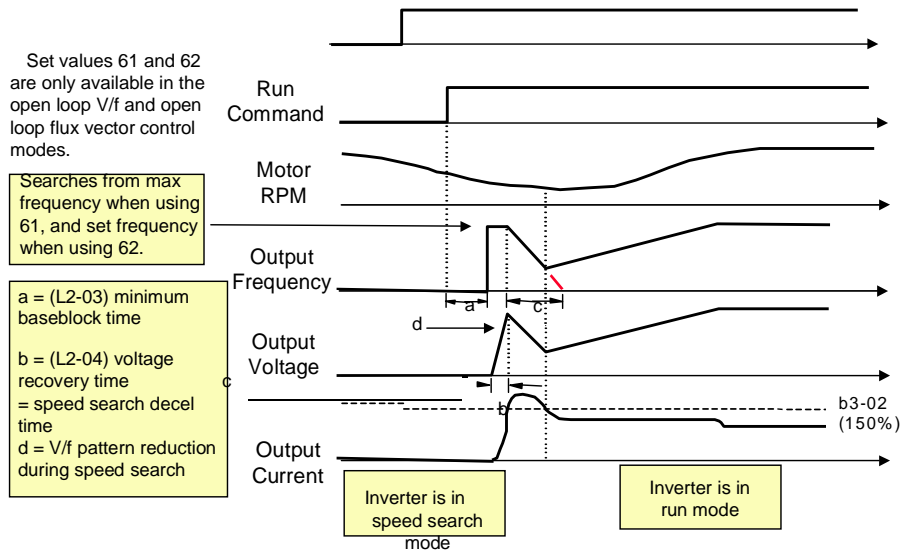 Set values 61 and 62
are only available in the
open loop V/f and open
loop flux vector control
modes.
Searches from max
frequency when using
61, and set frequency
when using 62.
a = (L2-03) minimum
baseblock time
b = (L2-04) voltage
recovery time
c
= speed search decel
time
d = V/f pattern reduction
during speed search
Run
Command
Motor
RPM
Output
Frequency
a
c
d
Output
Voltage
b
b3-02
(150%)
Output
Current
Inverter is in
speed search
mode
Inverter is in
run mode